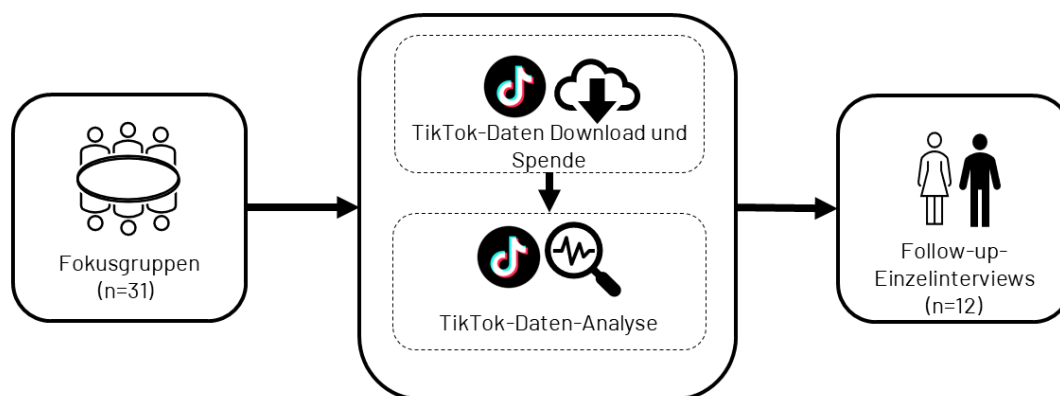 Fokusgruppen
(n=31)
TikTok-Daten Download und
Spende
TikTok-Daten-Analyse
Follow-up-
Einzelinterviews
(n=12)